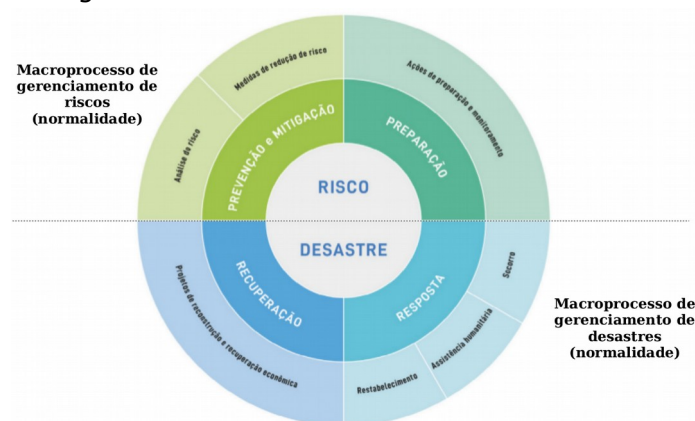 Macroprocesso de
gerenciamento de
riscos
(normalidade)
Medidas de redução de risco
Análise de risco
PREVENÇÃO e MITIGAÇÃO
Ações de preparação e monitoramento
PREPARAÇÃO
RISCO
DESASTRE
RECUPERAÇÃO
Projetos de reconstrução e recuperação econômica
RESPOSTA
Socorro
Assistência humanitária
Restabelecimento
Macroprocesso de
gerenciamento de
desastres
(normalidade)